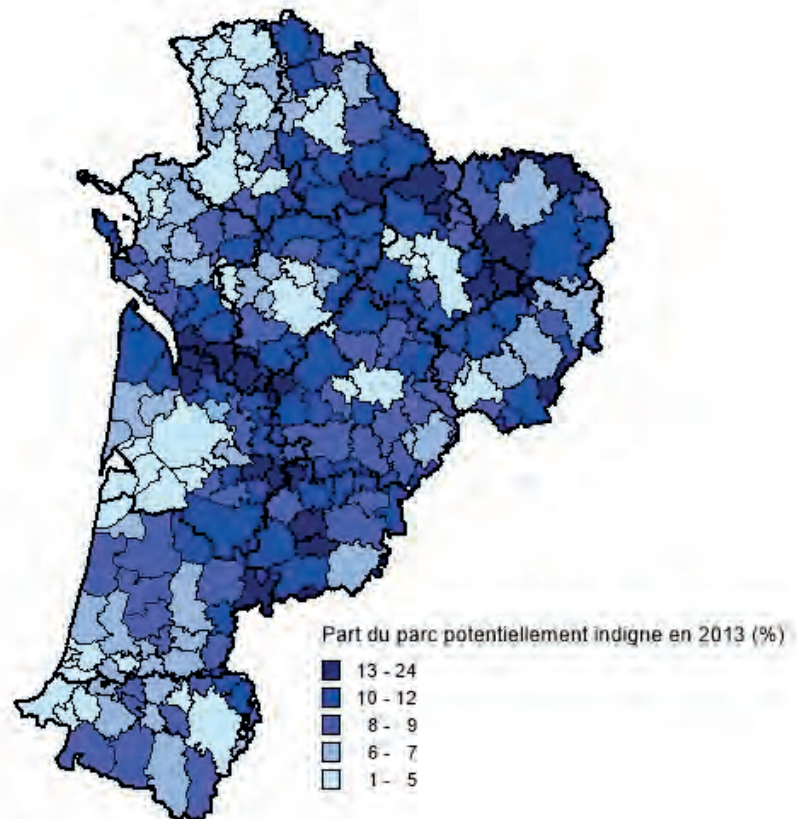 Part du parc potentiellement indigne en 2013 (%)
13 - 24
10 - 12
8 - 9
6 - 7
1 - 5